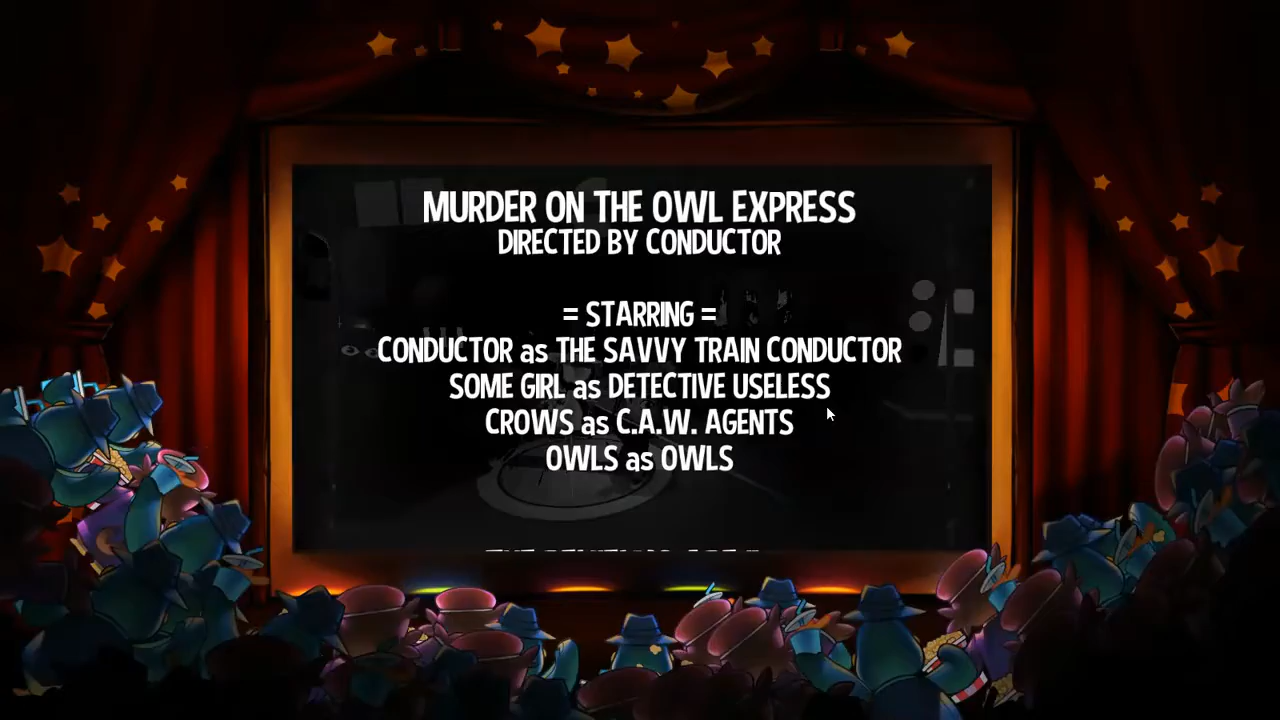 MURDER ON THE OWL EXPRESS
DIRECTED BY CONDUCTOR
= STARRING =
CONDUCTOR as THE SAVVY TRAIN CONDUCTOR
SOME GIRL as DETECTIVE USELESS
CROWS as C.A.W. AGENTS
OWLS as OWLS